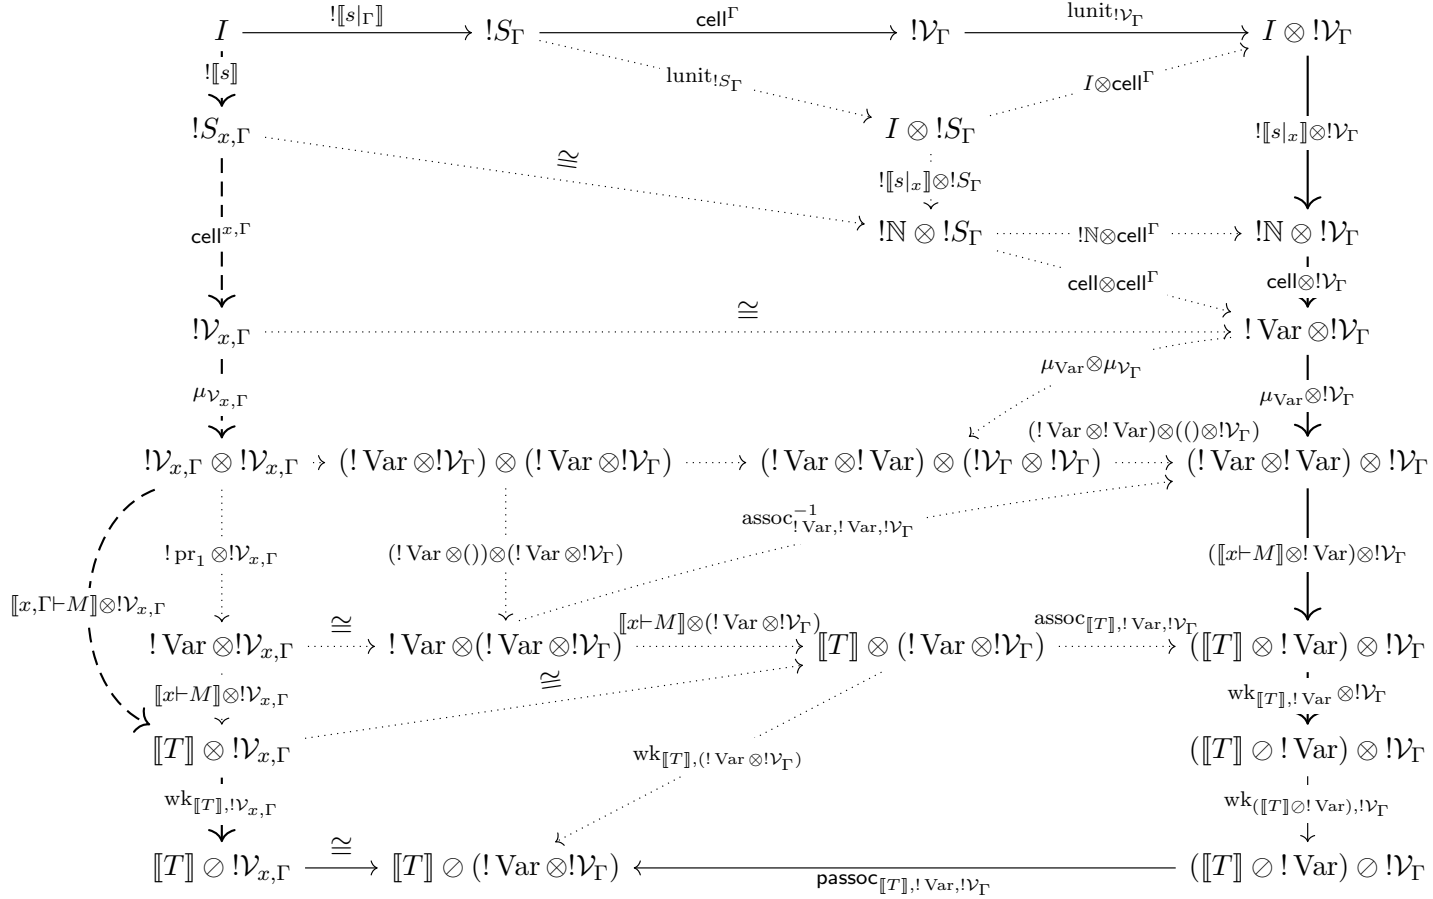 !⟦s|_Γ⟧ cell^Γ lunit_{!𝒱_Γ}
I !S_Γ !𝒱_Γ I ⊗ !𝒱_Γ
!⟦s⟧ lunit_{!S_Γ} I⊗cell^Γ
!S_{x,Γ} I ⊗ !S_Γ !⟦s|_x⟧⊗!𝒱_Γ
≅
!⟦s|_x⟧⊗!S_Γ
cell^{x,Γ} !ℕ ⊗ !S_Γ !ℕ⊗cell^Γ !ℕ ⊗ !𝒱_Γ
cell⊗cell^Γ cell⊗!𝒱_Γ
≅
!𝒱_{x,Γ} ! Var ⊗!𝒱_Γ
μ_{Var}⊗μ_{𝒱_Γ}
μ_{𝒱_{x,Γ}} μ_{Var}⊗!𝒱_Γ
(! Var ⊗! Var)⊗(()⊗!𝒱_Γ)
!𝒱_{x,Γ} ⊗ !𝒱_{x,Γ} (! Var ⊗!𝒱_Γ) ⊗ (! Var ⊗!𝒱_Γ) (! Var ⊗! Var) ⊗ (!𝒱_Γ ⊗ !𝒱_Γ) (! Var ⊗! Var) ⊗ !𝒱_Γ
assoc^{−1}_{! Var,! Var,!𝒱_Γ}
! pr_1 ⊗!𝒱_{x,Γ} (! Var ⊗())⊗(! Var ⊗!𝒱_Γ) (⟦x⊢M⟧⊗! Var)⊗!𝒱_Γ
⟦x,Γ⊢M⟧⊗!𝒱_{x,Γ}
≅ ⟦x⊢M⟧⊗(! Var ⊗!𝒱_Γ) assoc_{⟦T⟧,! Var,!𝒱_Γ}
! Var ⊗!𝒱_{x,Γ} ! Var ⊗(! Var ⊗!𝒱_Γ) ⟦T⟧ ⊗ (! Var ⊗!𝒱_Γ) (⟦T⟧ ⊗ ! Var) ⊗ !𝒱_Γ
⟦x⊢M⟧⊗!𝒱_{x,Γ} ≅ wk_{⟦T⟧,! Var} ⊗!𝒱_Γ
⟦T⟧ ⊗ !𝒱_{x,Γ} wk_{⟦T⟧,(! Var ⊗!𝒱_Γ)} (⟦T⟧ ⊘ ! Var) ⊗ !𝒱_Γ
wk_{⟦T⟧,!𝒱_{x,Γ}} wk_{(⟦T⟧⊘! Var),!𝒱_Γ}
≅
⟦T⟧ ⊘ !𝒱_{x,Γ} ⟦T⟧ ⊘ (! Var ⊗!𝒱_Γ) (⟦T⟧ ⊘ ! Var) ⊘ !𝒱_Γ
passoc_{⟦T⟧,! Var,!𝒱_Γ}